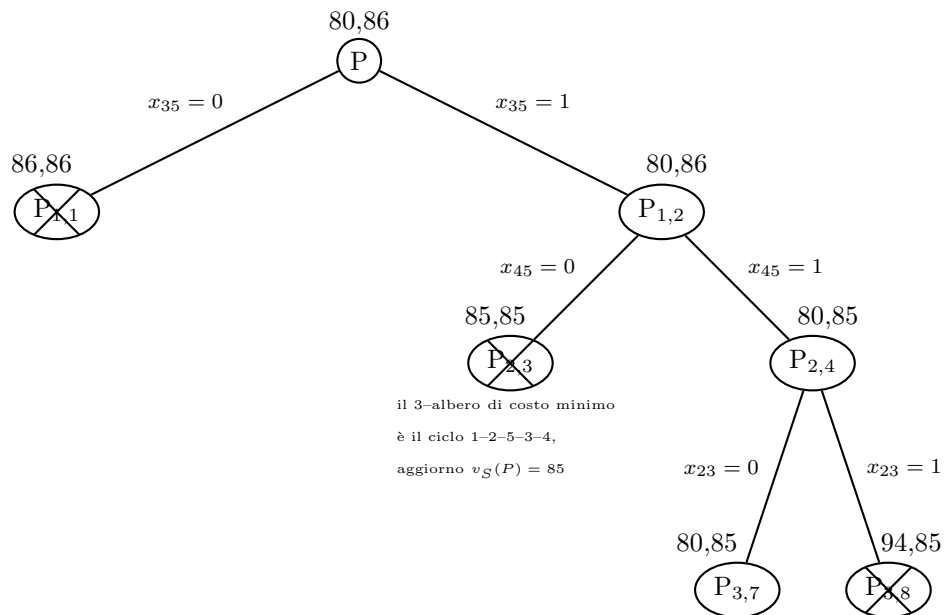 80,86
P
x₃₅ = 0
x₃₅ = 1
86,86
80,86
P₁,₁
P₁,₂
x₄₅ = 0
x₄₅ = 1
85,85
80,85
P₂,₃
P₂,₄
il 3–albero di costo minimo
è il ciclo 1–2–5–3–4,
aggiorno v_S(P) = 85
x₂₃ = 0
x₂₃ = 1
80,85
94,85
P₃,₇
P₃,₈